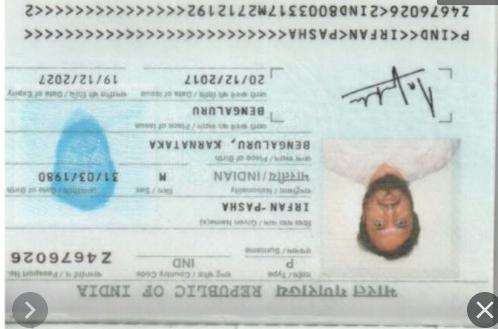 भारत गणराज्य REPUBLIC OF INDIA
टाइप / Type राष्ट्र कोड / Country Code पासपोर्ट नं. / Passport No.
P IND Z4676026
उपनाम / Surname
दिया गया नाम / Given Name(s)
IRFAN PASHA
राष्ट्रीयता / Nationality लिंग / Sex जन्मतिथि / Date of Birth
भारतीय / INDIAN M 31/03/1980
जन्म स्थान / Place of Birth
BENGALURU, KARNATAKA
जारी करने का स्थान / Place of Issue
BENGALURU
जारी करने की तिथि / Date of Issue समाप्ति की तिथि / Date of Expiry
20/12/2017 19/12/2027
P<IND<<IRFAN<PASHA<<<<<<<<<<<<<<<<<<<<<<<<<<
Z4676026<2IND8003317M2712192<<<<<<<<<<<<<<<2